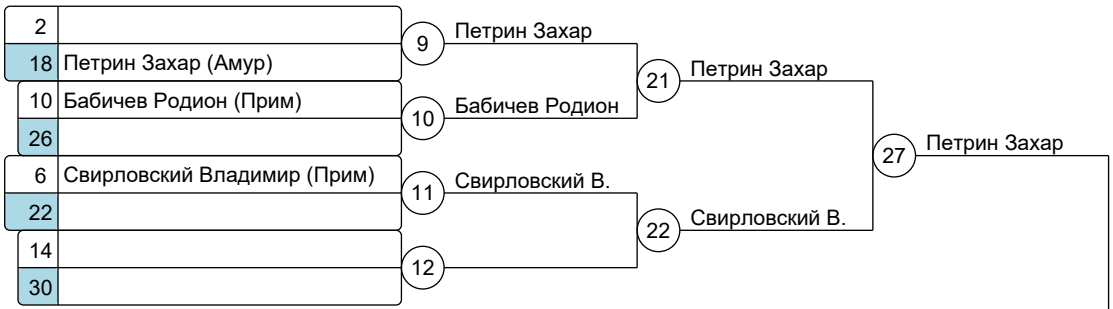 2
9 Петрин Захар
18 Петрин Захар (Амур)
21 Петрин Захар
10 Бабичев Родион (Прим)
10 Бабичев Родион
26
27 Петрин Захар
6 Свирловский Владимир (Прим)
11 Свирловский В.
22
22 Свирловский В.
14
12
30